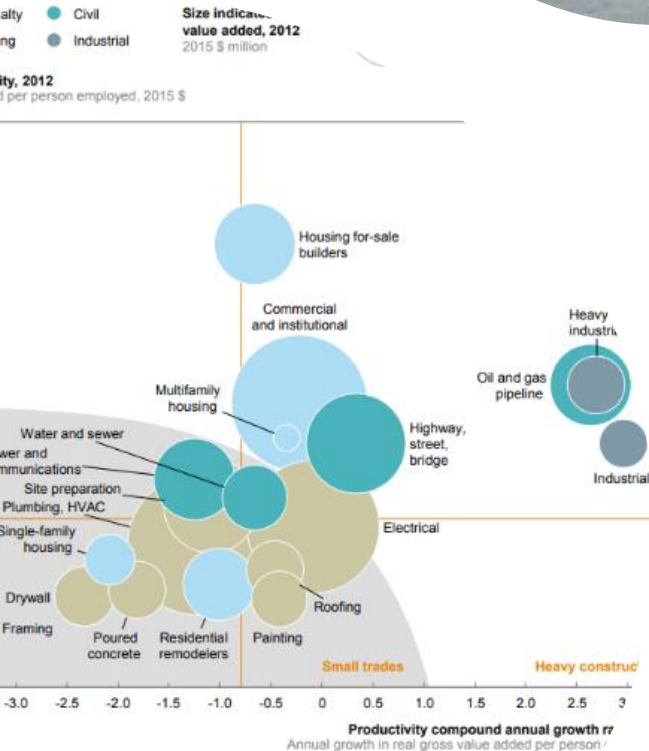 alty
Civil
Size indicates
value added, 2012
2015 $ million
ng
Industrial
ity, 2012
d per person employed, 2015 $
Housing for-sale
builders
Commercial
and institutional
Heavy
industri
Multifamily
housing
Oil and gas
pipeline
Water and sewer
Highway,
street,
bridge
wer and
mmunications
Site preparation
Industrial
Plumbing, HVAC
Electrical
Single-family
housing
Drywall
Roofing
Framing
Poured
concrete
Residential
remodelers
Painting
Small trades
Heavy construc
-3.0 -2.5 -2.0 -1.5 -1.0 -0.5 0 0.5 1.0 1.5 2.0 2.5 3
Productivity compound annual growth r
Annual growth in real gross value added per person